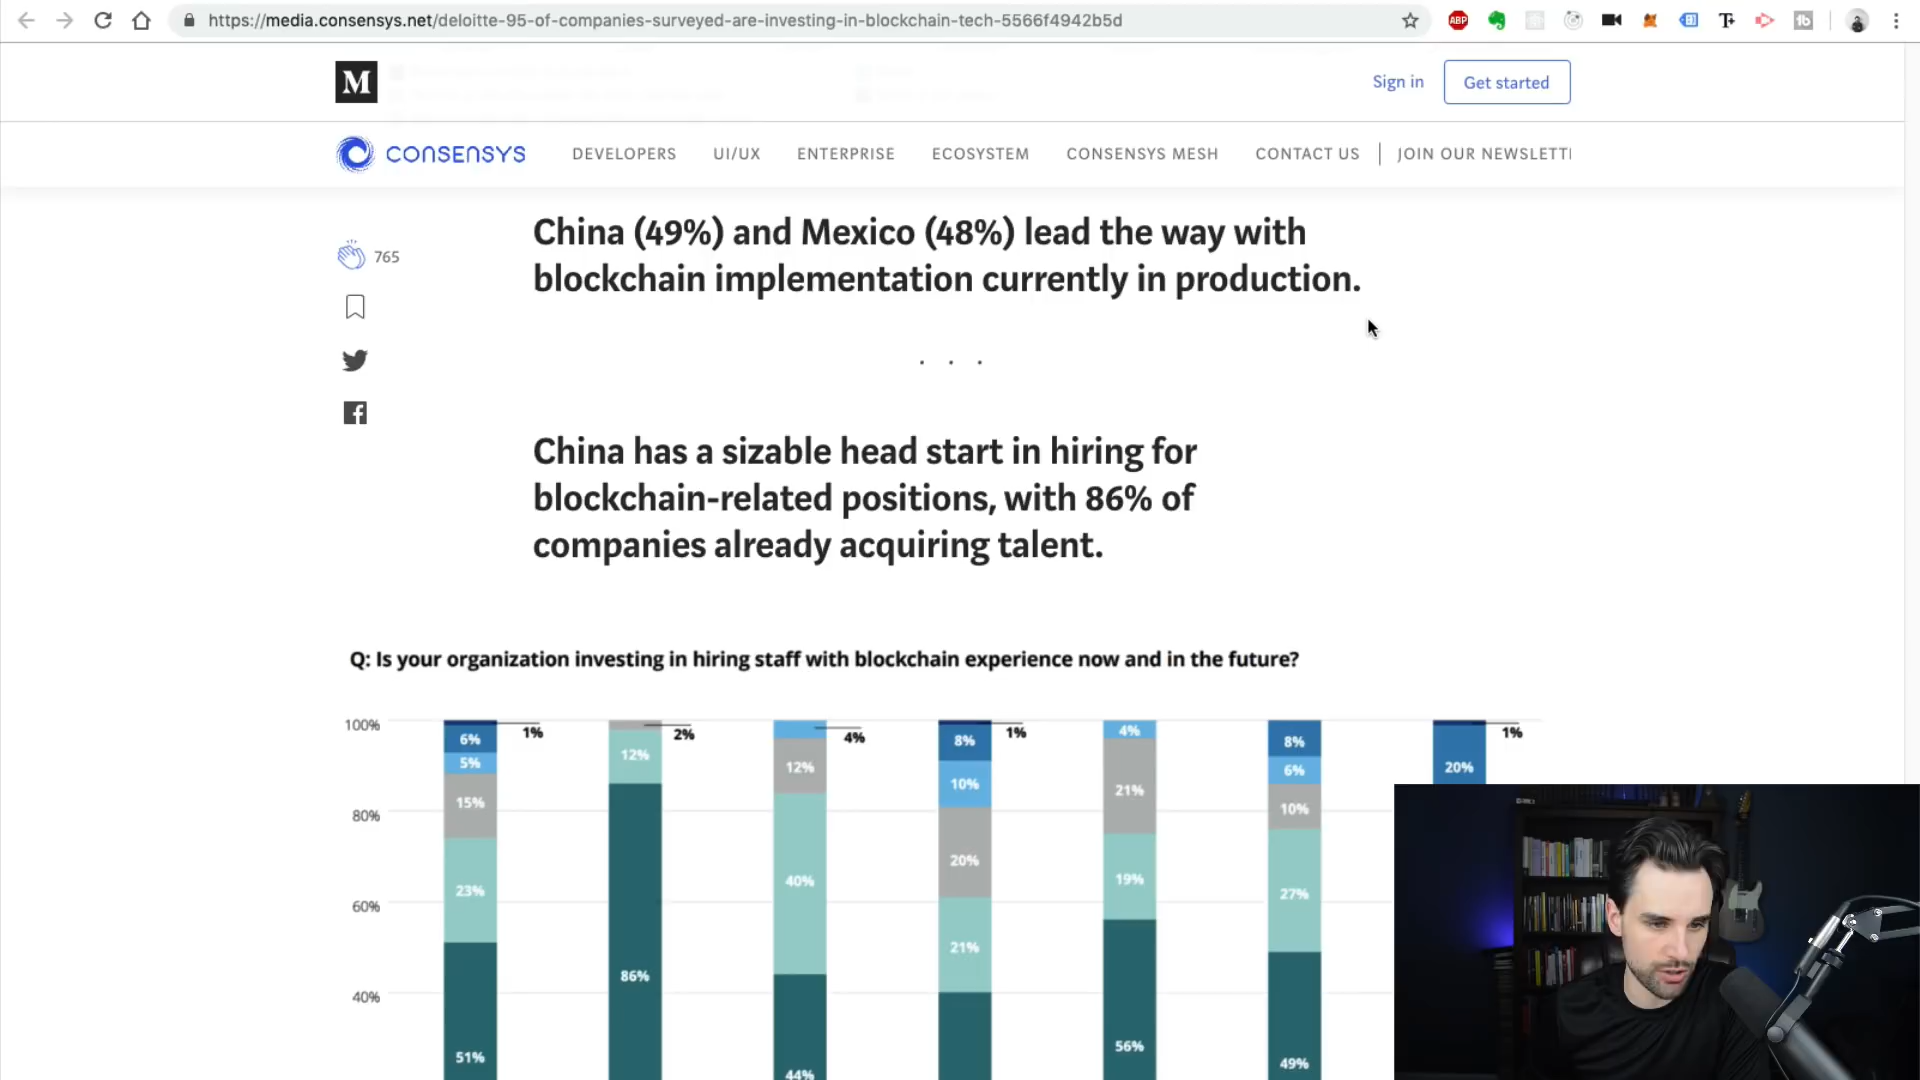 https://media.consensys.net/deloitte-95-of-companies-surveyed-are-investing-in-blockchain-tech-5566f4942b5d
ABP
M
Sign in
Get started
CONSENSYS
DEVELOPERS
UI/UX
ENTERPRISE
ECOSYSTEM
CONSENSYS MESH
CONTACT US
JOIN OUR NEWSLETT
China (49%) and Mexico (48%) lead the way with
blockchain implementation currently in production.
765
. . .
China has a sizable head start in hiring for
blockchain-related positions, with 86% of
companies already acquiring talent.
Q: Is your organization investing in hiring staff with blockchain experience now and in the future?
100%
80%
60%
40%
6%
1%
5%
15%
23%
51%
2%
12%
86%
4%
12%
40%
44%
8%
1%
10%
20%
21%
4%
21%
19%
56%
8%
6%
10%
27%
49%
1%
20%